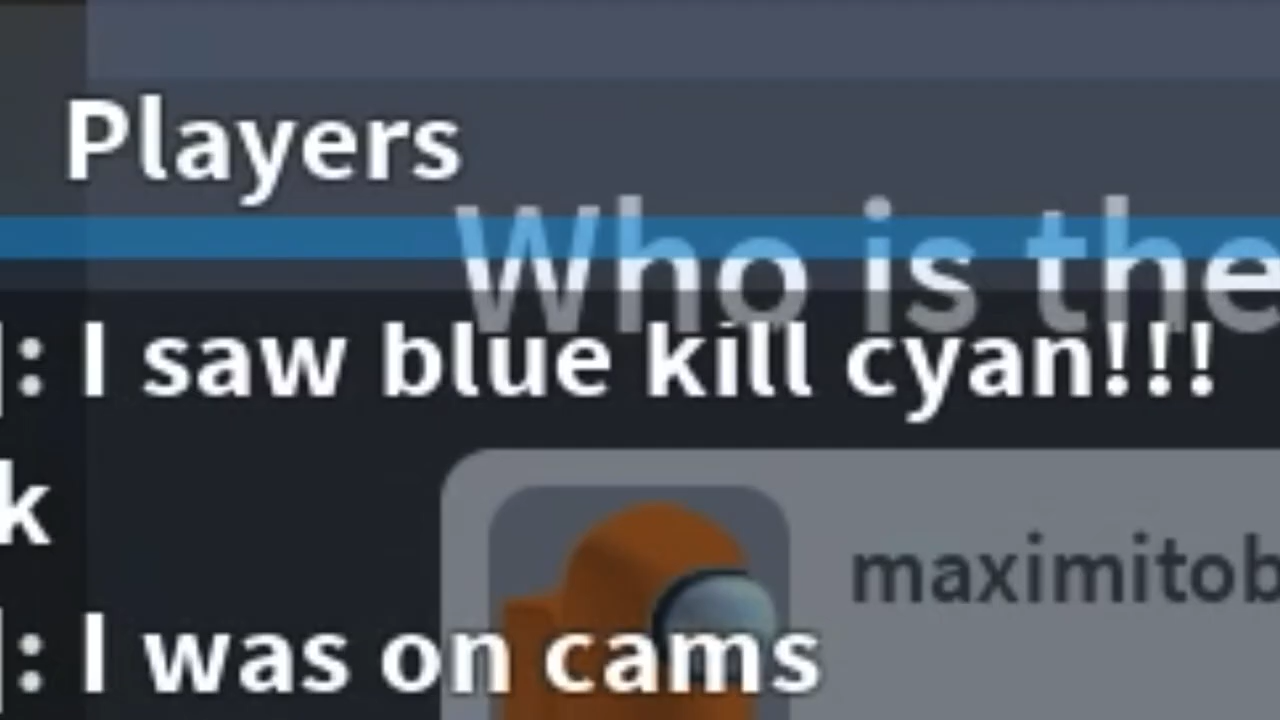 Players
Who is the
]: I saw blue kill cyan!!!
k
maximitob
]: I was on cams